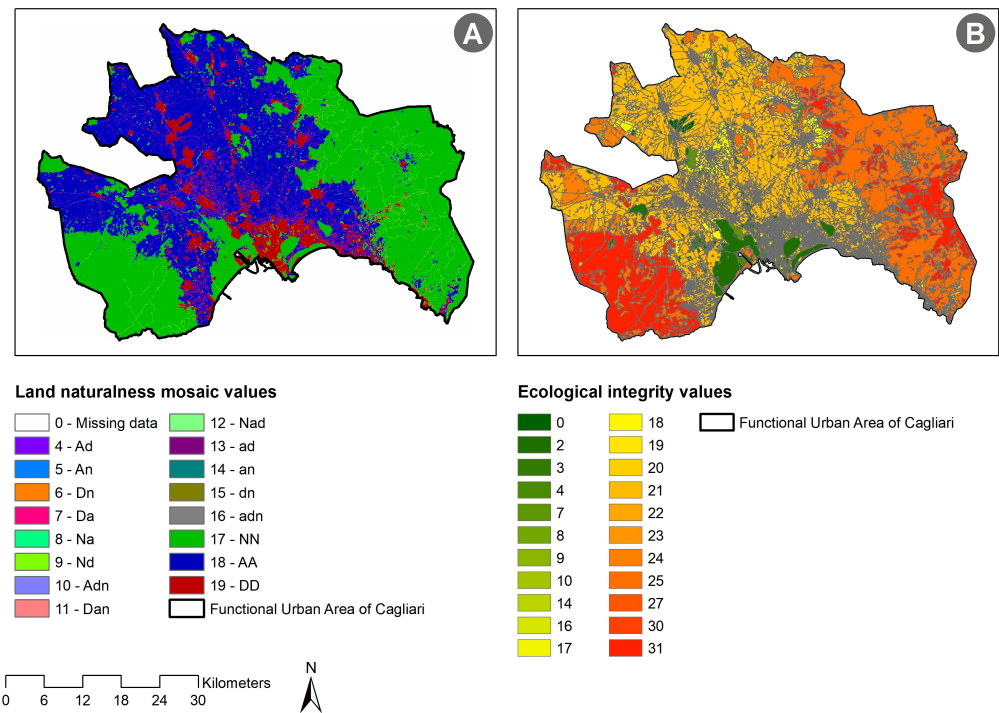 A
B
Land naturalness mosaic values
0 - Missing data
4 - Ad
5 - An
6 - Dn
7 - Da
8 - Na
9 - Nd
10 - Adn
11 - Dan
12 - Nad
13 - ad
14 - an
15 - dn
16 - adn
17 - NN
18 - AA
19 - DD
Functional Urban Area of Cagliari
Ecological integrity values
0
2
3
4
7
8
9
10
14
16
17
18
19
20
21
22
23
24
25
27
30
31
Functional Urban Area of Cagliari
Kilometers
0 6 12 18 24 30
N